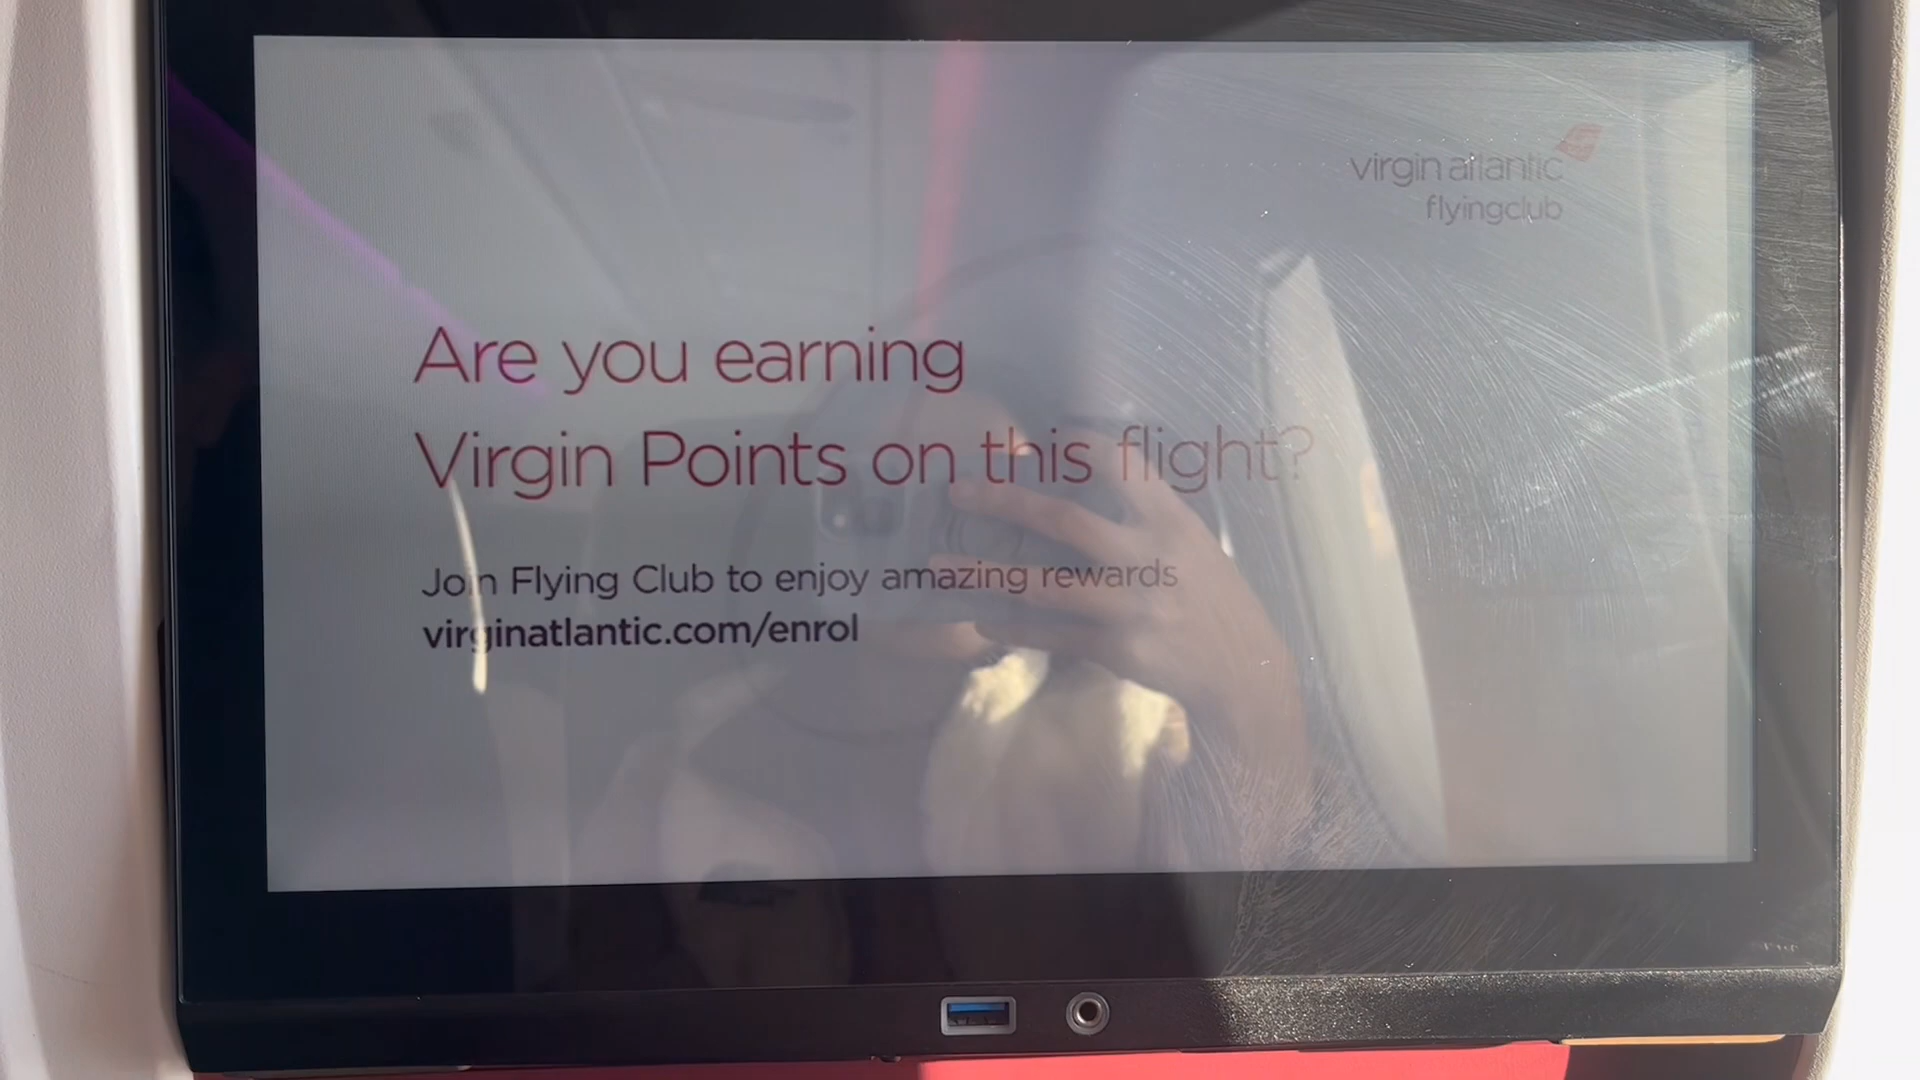 virgin atlantic
flyingclub
Are you earning
Virgin Points on this flight?
Join Flying Club to enjoy amazing rewards
virginatlantic.com/enrol